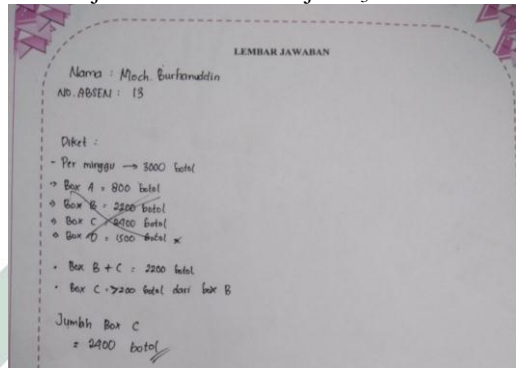 LEMBAR JAWABAN
Nama : Moch. Burhanuddin
NO. ABSEN : 13
Diket :
- Per minggu → 3000 botol
→ Box A = 800 botol
→ Box B = 2200 botol
→ Box C = 2400 botol
→ Box D = 1500 botol ×
• Box B + C = 2200 botol
• Box C = >200 botol dari box B
Jumlah Box C
= 2400 botol